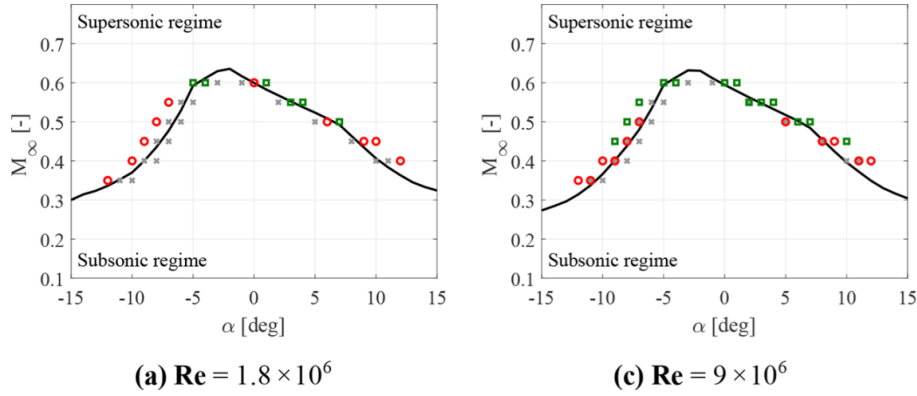 Supersonic regime
0.7
0.6
0.5
0.4
0.3
0.2
0.1
M∞ [-]
Subsonic regime
-15 -10 -5 0 5 10 15
α [deg]
(a) Re = 1.8 × 10⁶
Supersonic regime
0.7
0.6
0.5
0.4
0.3
0.2
0.1
M∞ [-]
Subsonic regime
-15 -10 -5 0 5 10 15
α [deg]
(c) Re = 9 × 10⁶